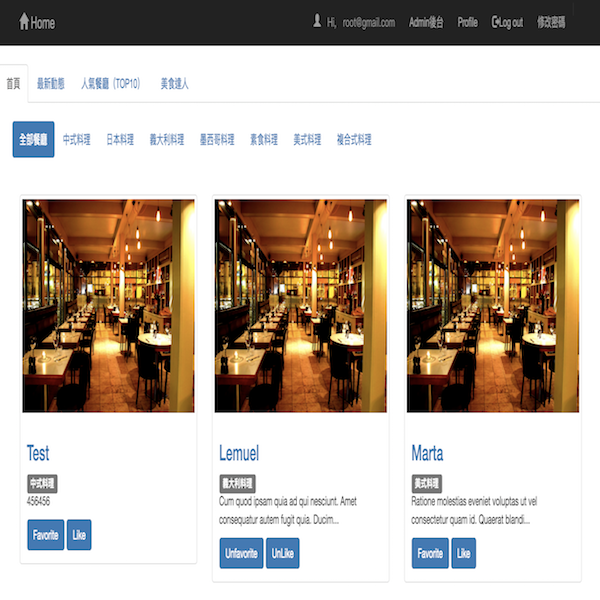 Home Hi, root@gmail.com Admin後台 Profile Log out 修改密碼
首頁 最新動態 人氣餐廳（TOP10） 美食達人
全部餐廳 中式料理 日本料理 義大利料理 墨西哥料理 素食料理 美式料理 複合式料理
Test
中式料理
456456
Favorite Like
Lemuel
義大利料理
Cum quod ipsam quia ad qui nesciunt. Amet
consequatur autem fugit quia. Ducim...
Unfavorite UnLike
Marta
美式料理
Ratione molestias eveniet voluptas ut vel
consectetur quam id. Quaerat blandi...
Favorite Like